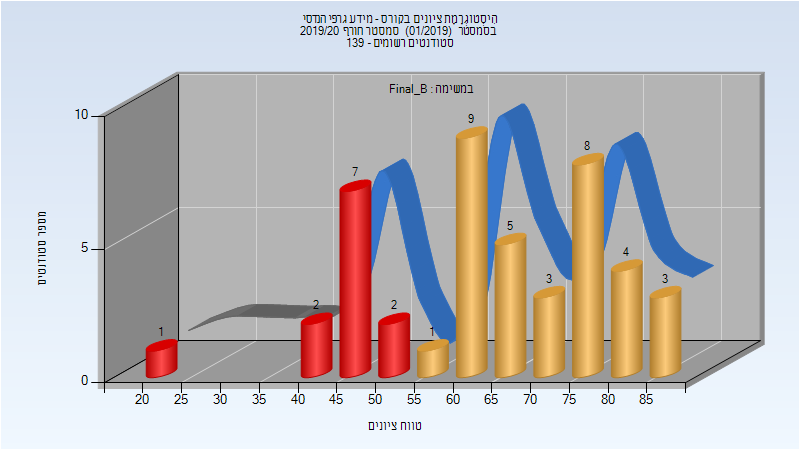 היסטוגרמת ציונים בקורס - מידע גרפי תנדסי
בסמסטר (01/2019) סמסטר חורף 2019/20
סטודנטים רשומים - 139
במשימה : Final_B
מספר סטודנטים
10
5
0
1
2
7
2
1
9
5
3
8
4
3
20 25 30 35 40 45 50 55 60 65 70 75 80 85
טווח ציונים